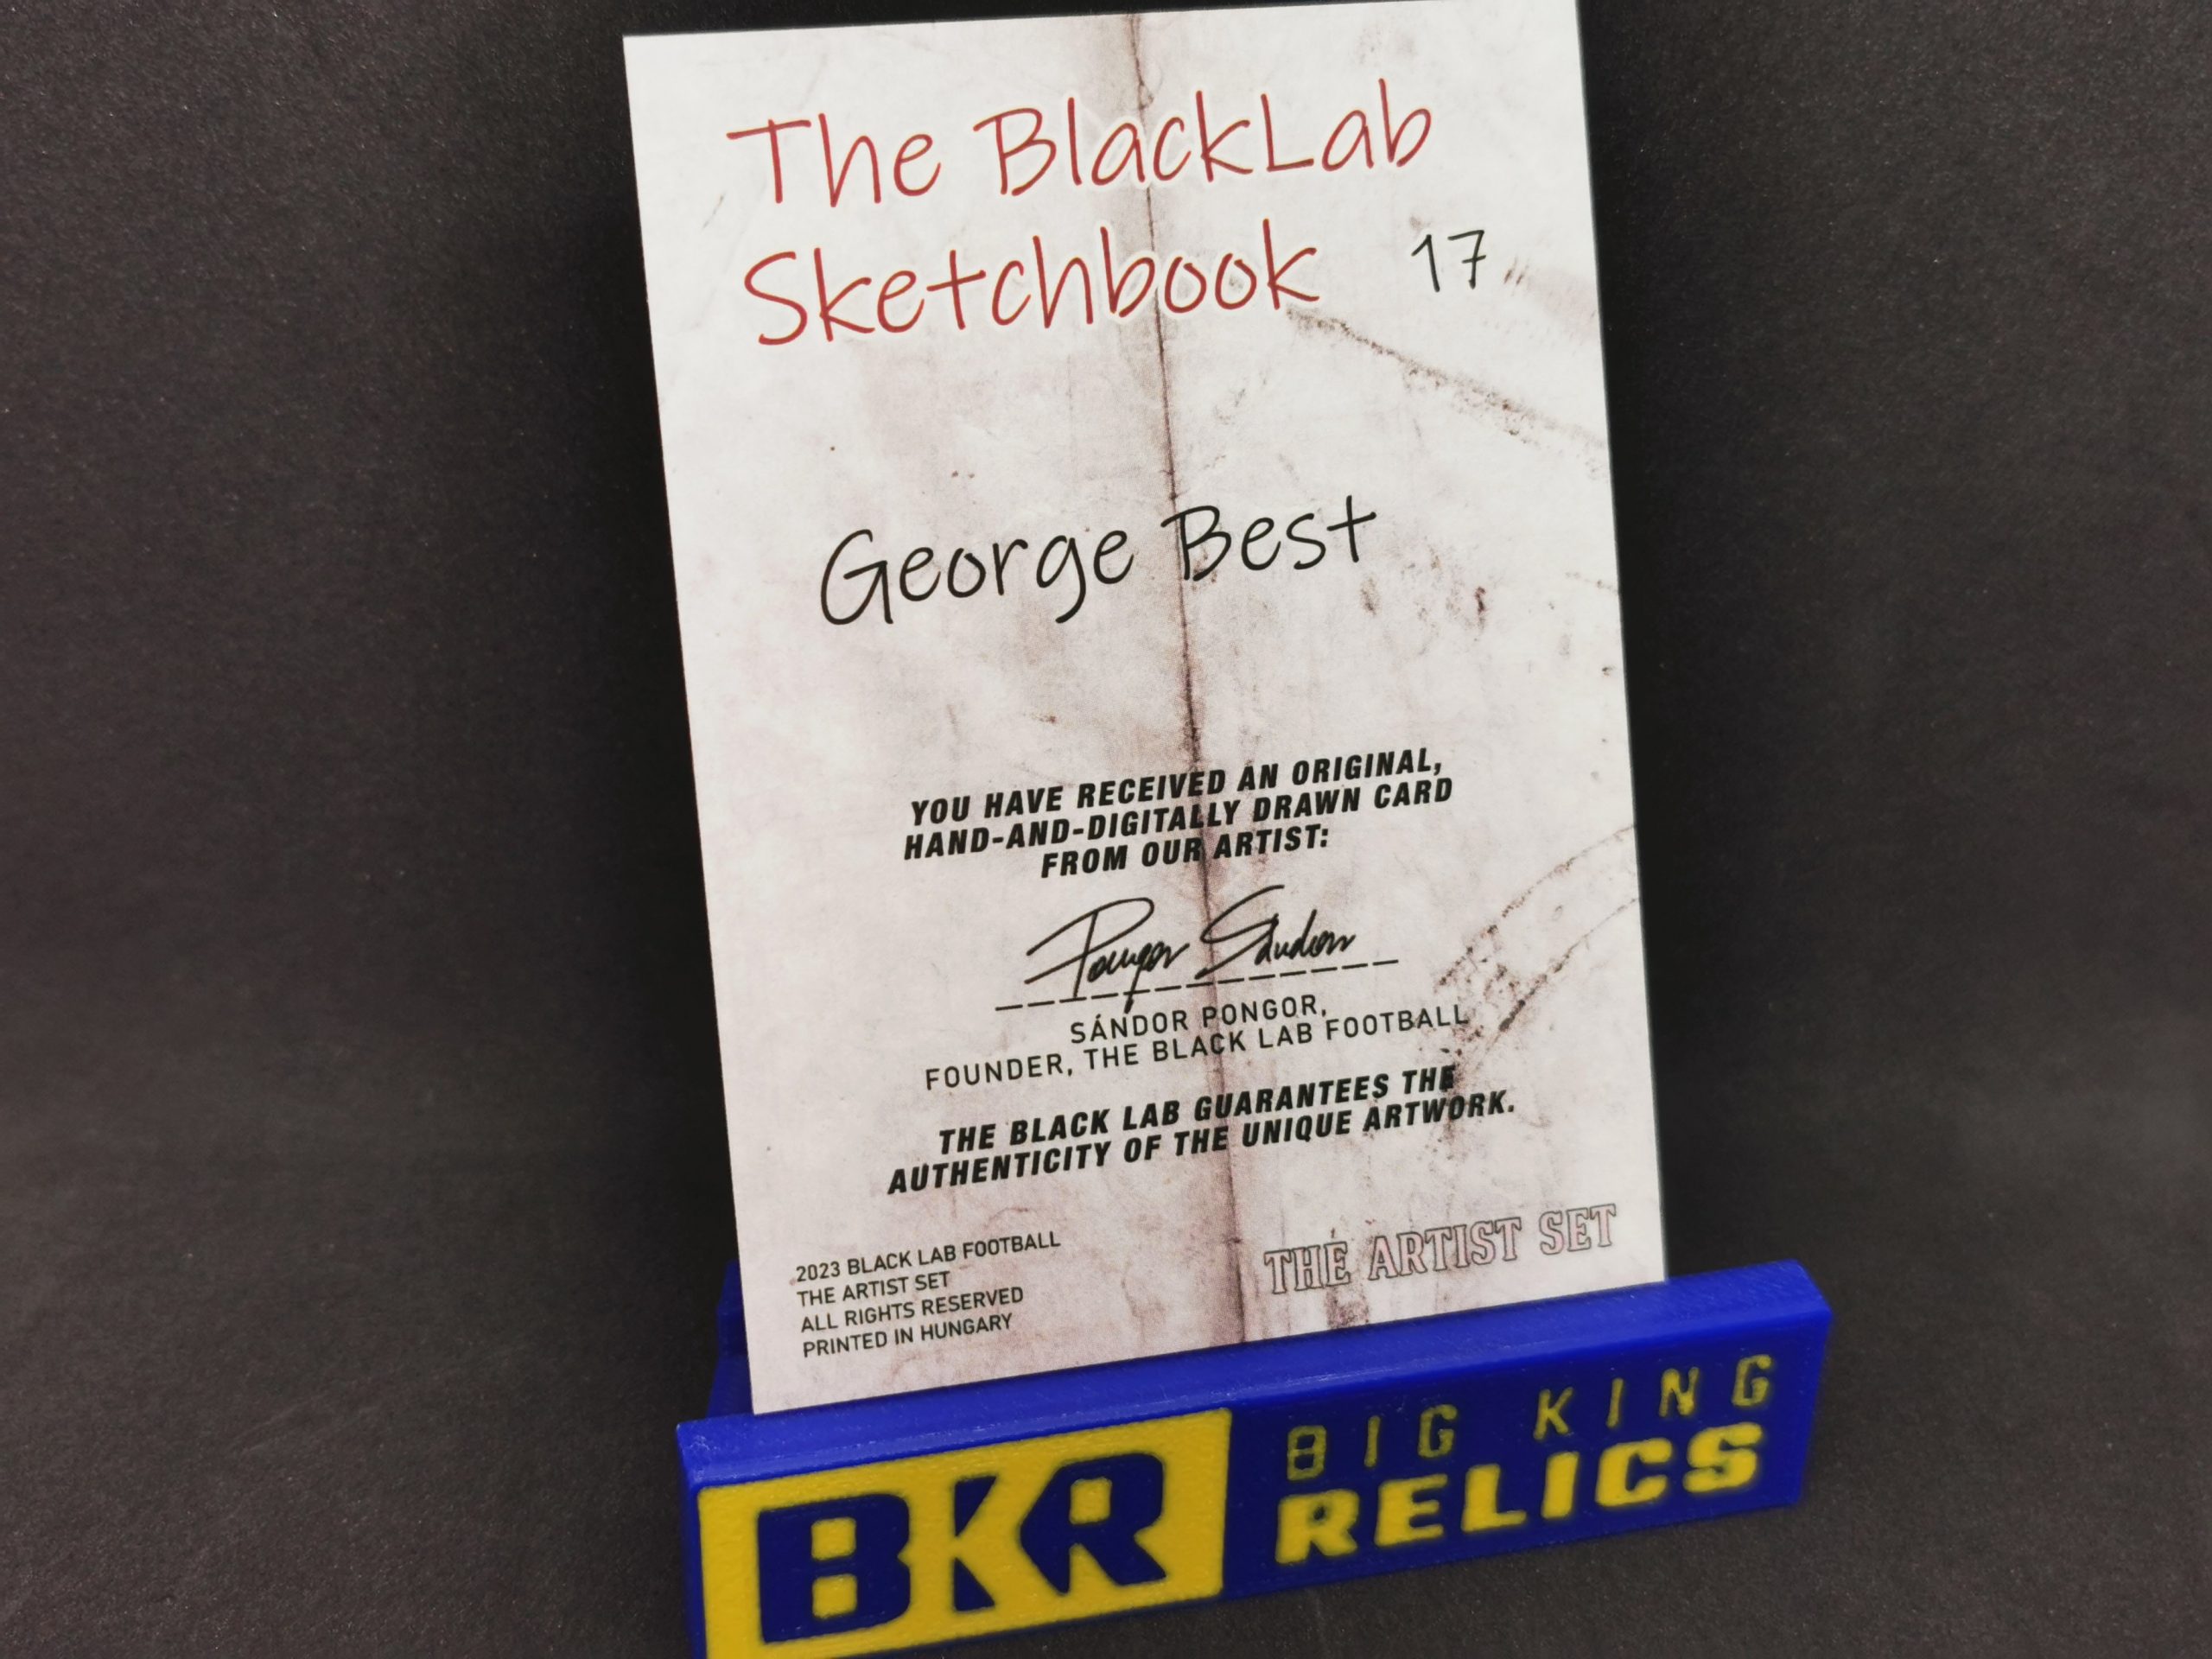 The BlackLab
Sketchbook 17
George Best
YOU HAVE RECEIVED AN ORIGINAL,
HAND-AND-DIGITALLY DRAWN CARD
FROM OUR ARTIST:
Pongor Sándor
SÁNDOR PONGOR,
FOUNDER, THE BLACK LAB FOOTBALL
THE BLACK LAB GUARANTEES THE
AUTHENTICITY OF THE UNIQUE ARTWORK.
2023 BLACK LAB FOOTBALL
THE ARTIST SET
ALL RIGHTS RESERVED
PRINTED IN HUNGARY
THE ARTIST SET
BKR
BIG KING
RELICS